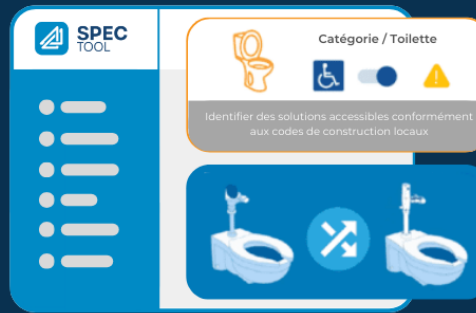 SPEC
TOOL
Catégorie / Toilette
Identifier des solutions accessibles conformément
aux codes de construction locaux